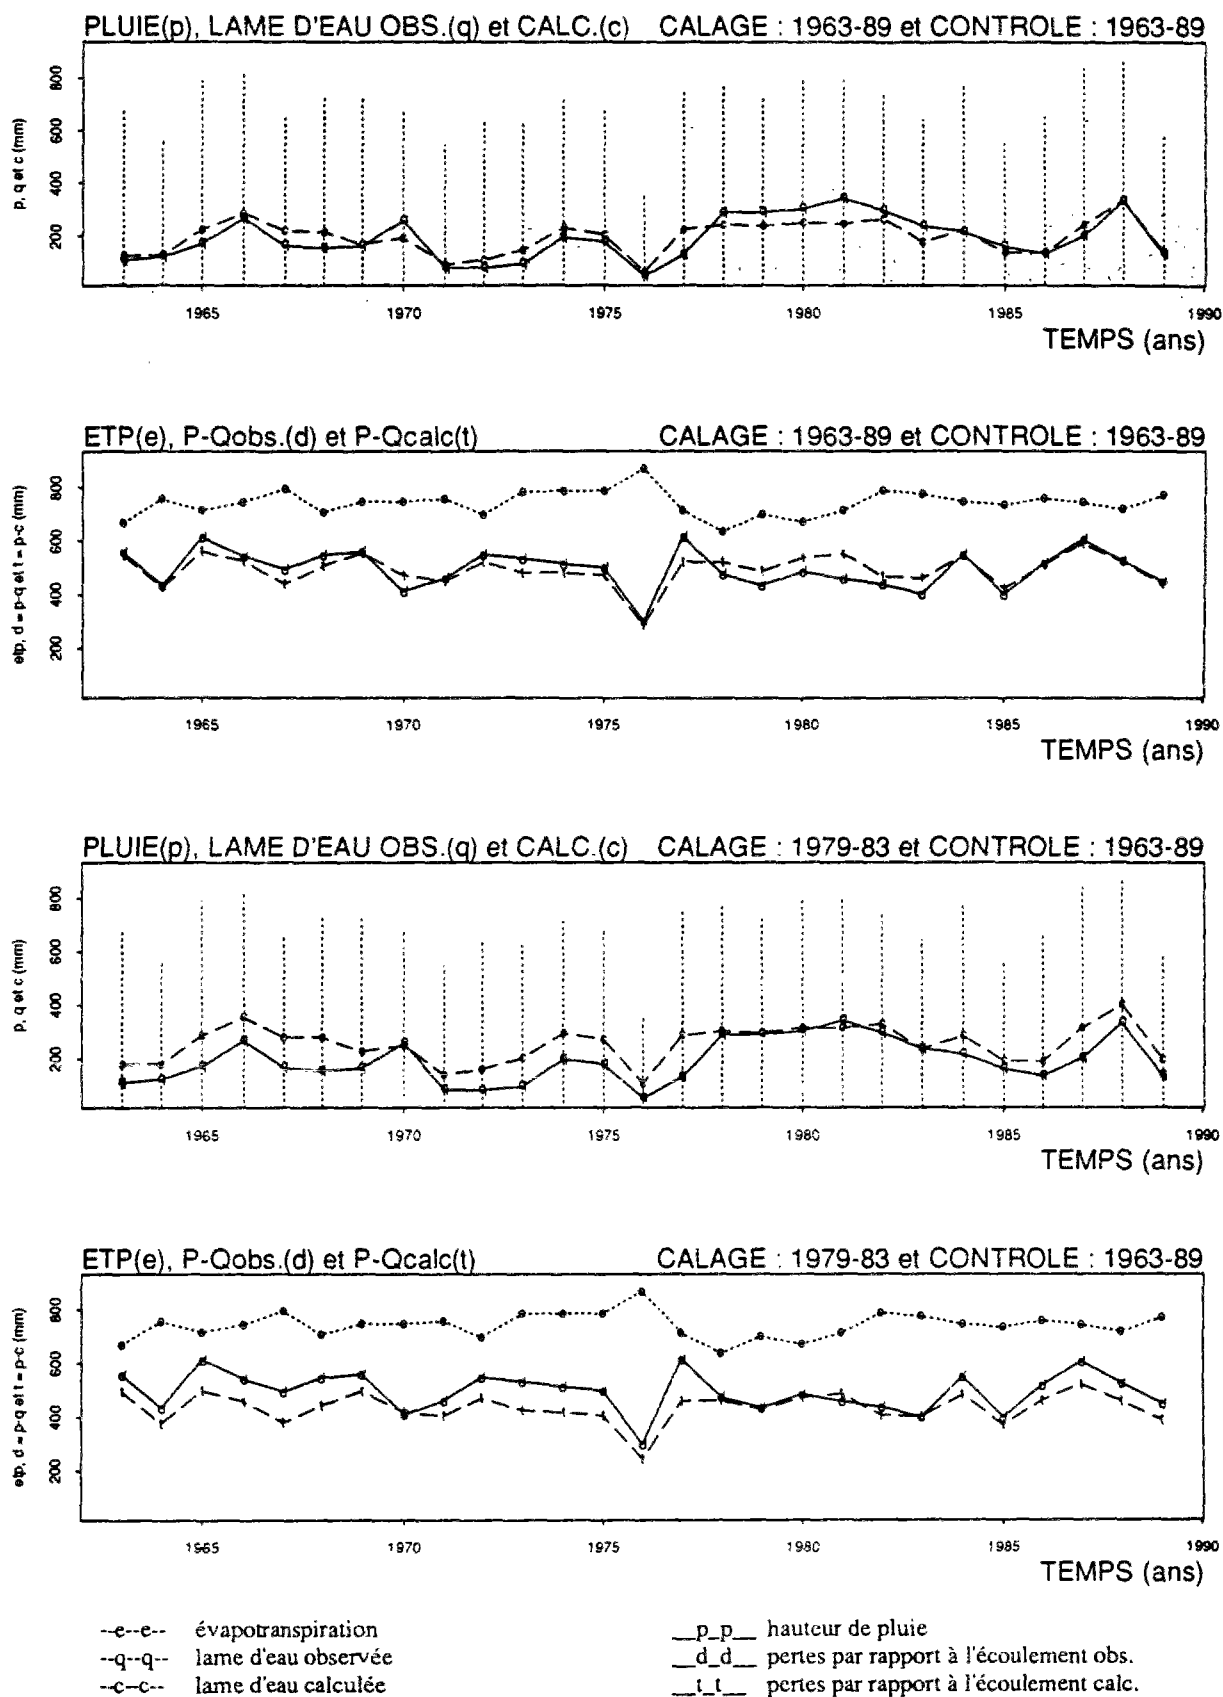 PLUIE(p), LAME D'EAU OBS.(q) et CALC.(c) CALAGE : 1963-89 et CONTROLE : 1963-89
p, q et c (mm)
800
600
400
200
1965 1970 1975 1980 1985 1990
TEMPS (ans)
ETP(e), P-Qobs.(d) et P-Qcalc(t) CALAGE : 1963-89 et CONTROLE : 1963-89
etp, d = p-q et t = p-c (mm)
800
600
400
200
1965 1970 1975 1980 1985 1990
TEMPS (ans)
PLUIE(p), LAME D'EAU OBS.(q) et CALC.(c) CALAGE : 1979-83 et CONTROLE : 1963-89
p, q et c (mm)
800
600
400
200
1965 1970 1975 1980 1985 1990
TEMPS (ans)
ETP(e), P-Qobs.(d) et P-Qcalc(t) CALAGE : 1979-83 et CONTROLE : 1963-89
etp, d = p-q et t = p-c (mm)
800
600
400
200
1965 1970 1975 1980 1985 1990
TEMPS (ans)
--e--e-- évapotranspiration __p_p__ hauteur de pluie
--q--q-- lame d'eau observée __d_d__ pertes par rapport à l'écoulement obs.
--c--c-- lame d'eau calculée __t_t__ pertes par rapport à l'écoulement calc.